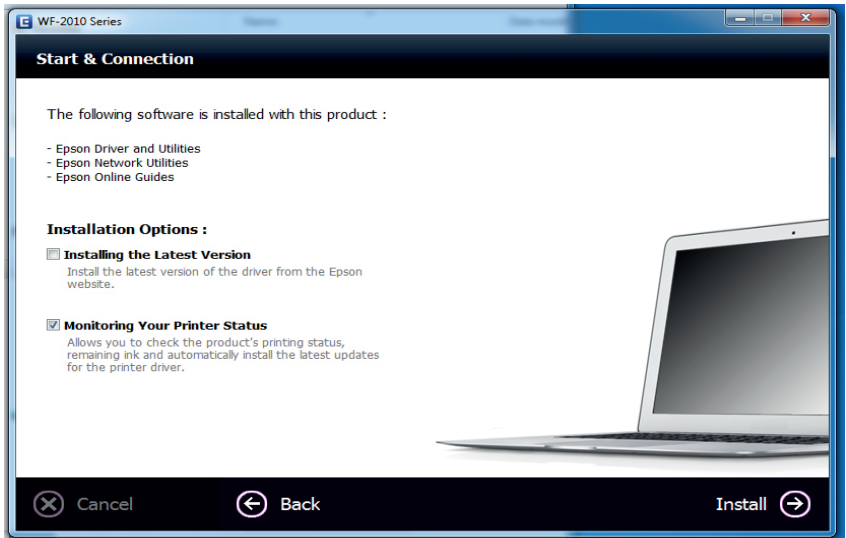 WF-2010 Series
Start & Connection
The following software is installed with this product :
- Epson Driver and Utilities
- Epson Network Utilities
- Epson Online Guides
Installation Options :
Installing the Latest Version
Install the latest version of the driver from the Epson
website.
Monitoring Your Printer Status
Allows you to check the product's printing status,
remaining ink and automatically install the latest updates
for the printer driver.
Cancel
Back
Install